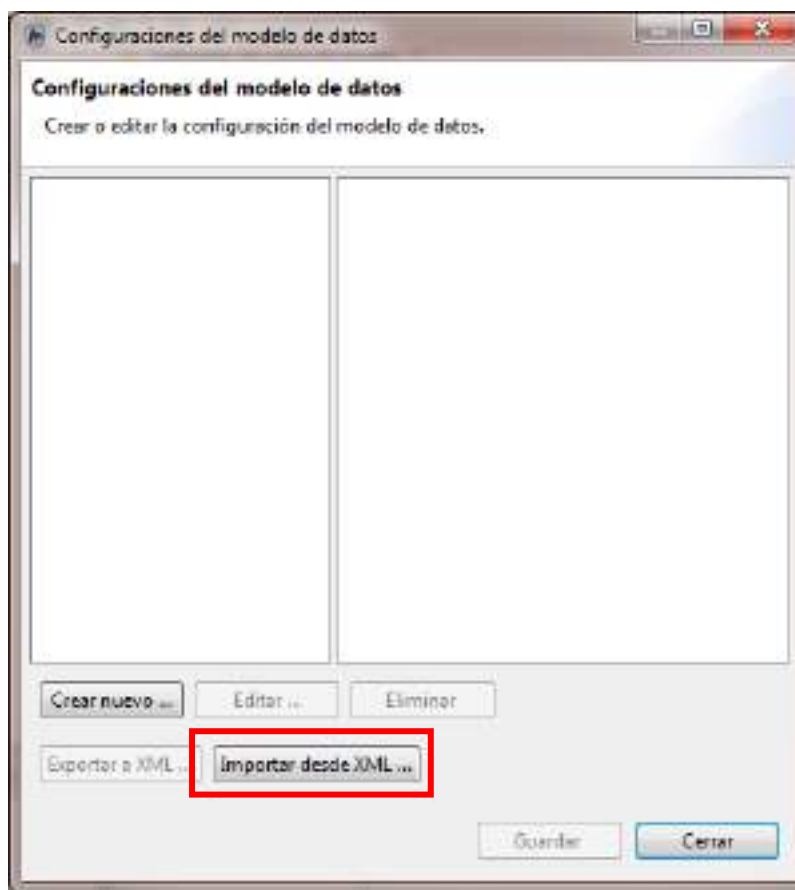 Configuraciones del modelo de datos
Configuraciones del modelo de datos
Crear o editar la configuración del modelo de datos.
Crear nuevo ... Editar ... Eliminar
Exportar a XML ... Importar desde XML ...
Guardar Cerrar